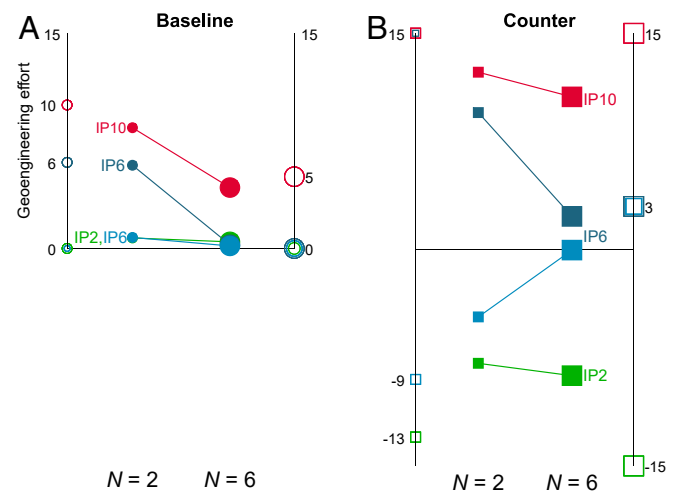 A
Baseline
15
15
Geoengineering effort
10
IP10
6
IP6
5
IP2,IP6
0
0
N = 2
N = 6
B
Counter
15
15
IP10
3
IP6
-9
IP2
-13
-15
N = 2
N = 6